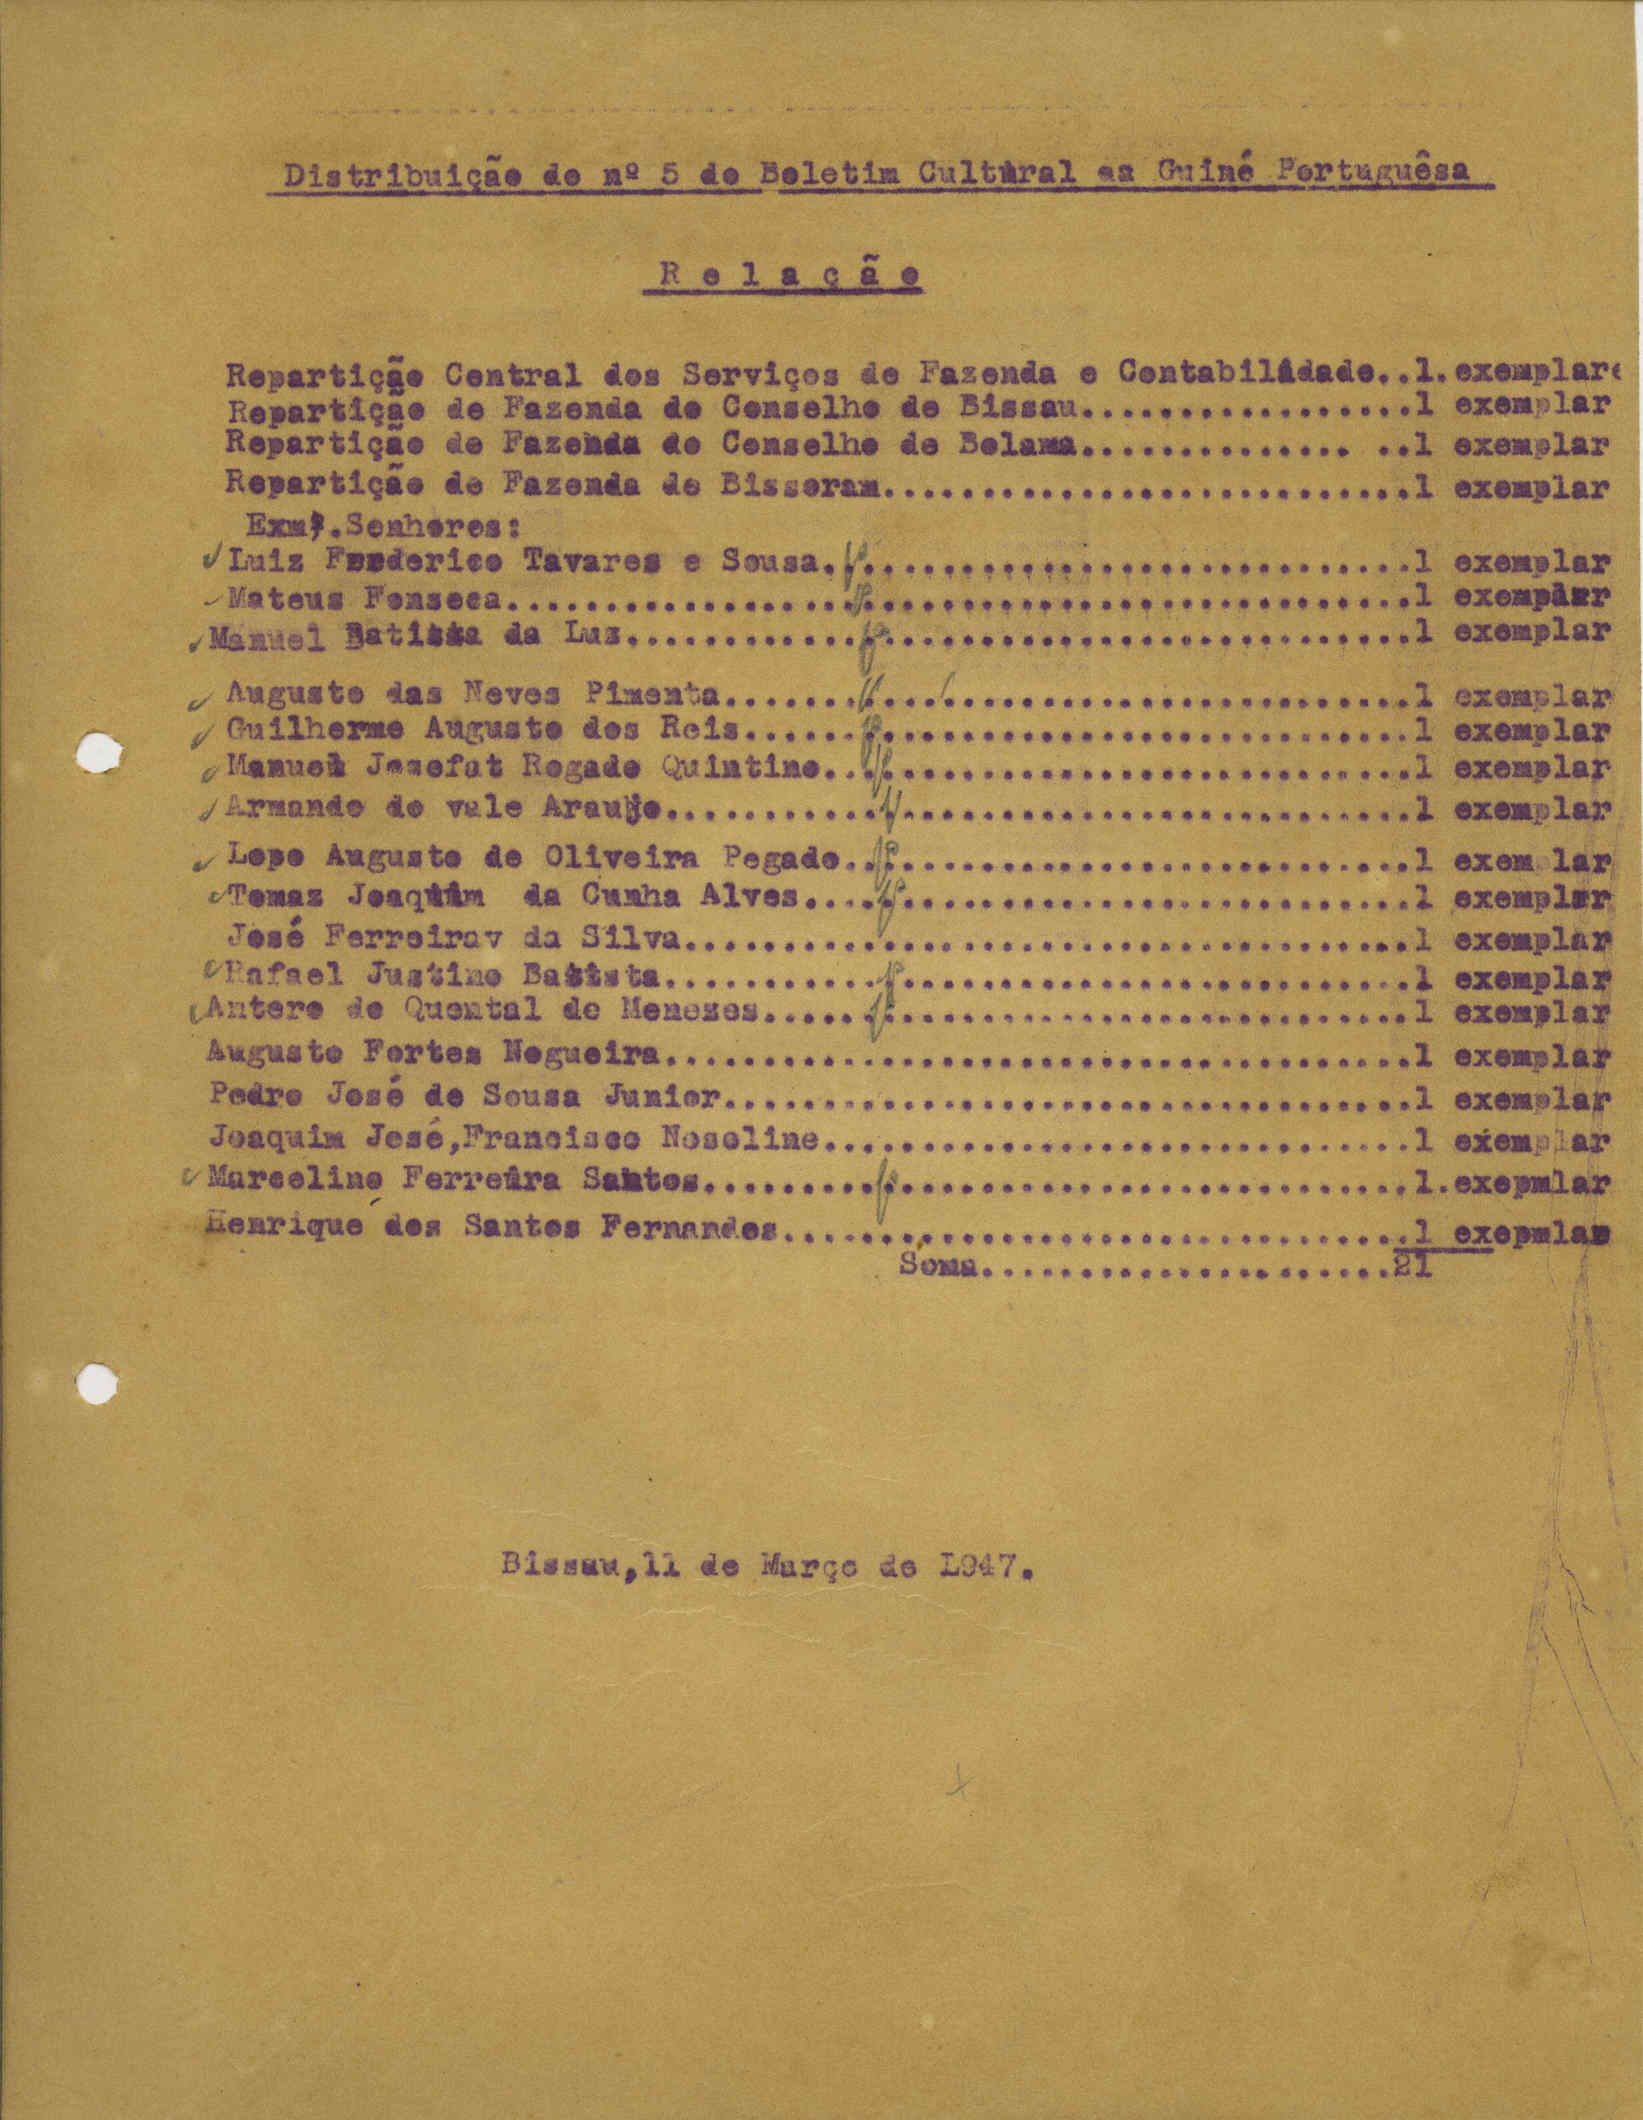 Distribuição do nº 5 do Boletim Cultural da Guiné Portuguêsa
R e l a ç ã o
Repartição Central dos Serviços de Fazenda e Contabilidade..1.exemplar
Repartição de Fazenda do Conselho de Bissau.................1 exemplar
Repartição de Fazenda do Conselho de Bolama.............. ..1 exemplar
Repartição de Fazenda de Bissoram...........................1 exemplar
Exmº.Senhores:
Luiz Frederico Tavares e Sousa..............................1 exemplar
Mateus Fonseca..............................................1 exemplar
Manuel Batista da Luz........................................1 exemplar
Augusto das Neves Pimenta...................................1 exemplar
Guilherme Augusto dos Reis..................................1 exemplar
Manuel Josefat Rogado Quintino..............................1 exemplar
Armando do vale Araujo......................................1 exemplar
Lopo Augusto de Oliveira Pegado.............................1 exem lar
Tomaz Joaquim  da Cunha Alves...............................1 exemplar
José Ferreirav da Silva.....................................1 exemplar
Rafael Justino Batista......................................1 exemplar
Antero de Quental de Menezes.................................1 exemplar
Augusto Fortes Nogueira......................................1 exemplar
Pedro José de Sousa Junior...................................1 exemplar
Joaquim José,Francisco Nosoline..............................1 exemplar
Marcelino Ferreira Santos....................................1.exepmlar
Henrique dos Santos Fernandes................................1 exepmlar
Soma.....................21
Bissau,11 de Março de L947.